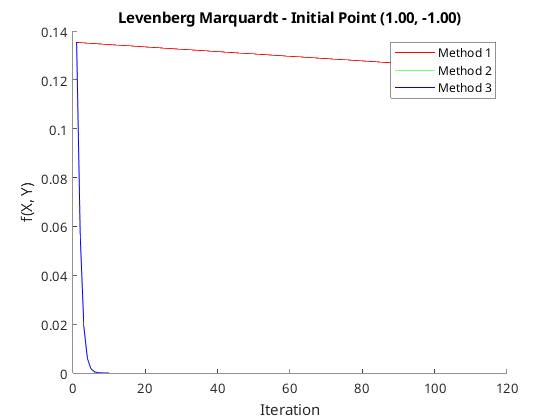 Levenberg Marquardt - Initial Point (1.00, -1.00)
0.14
0.12
0.1
0.08
0.06
0.04
0.02
0
f(X, Y)
Method 1
Method 2
Method 3
0
20
40
60
80
100
120
Iteration